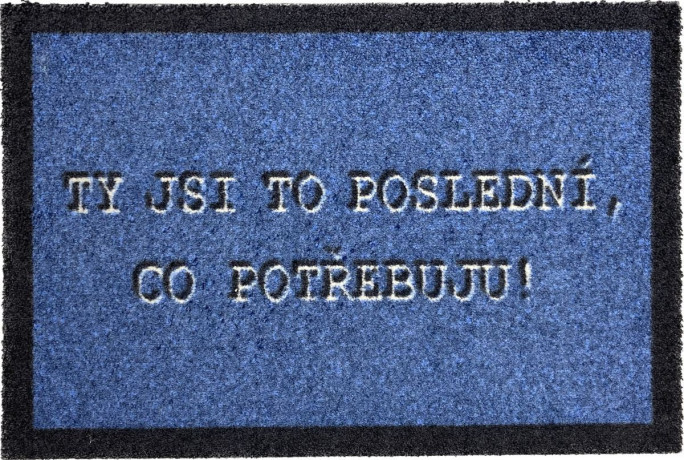 TY JSI TO POSLEDNÍ,
CO POTŘEBUJU!